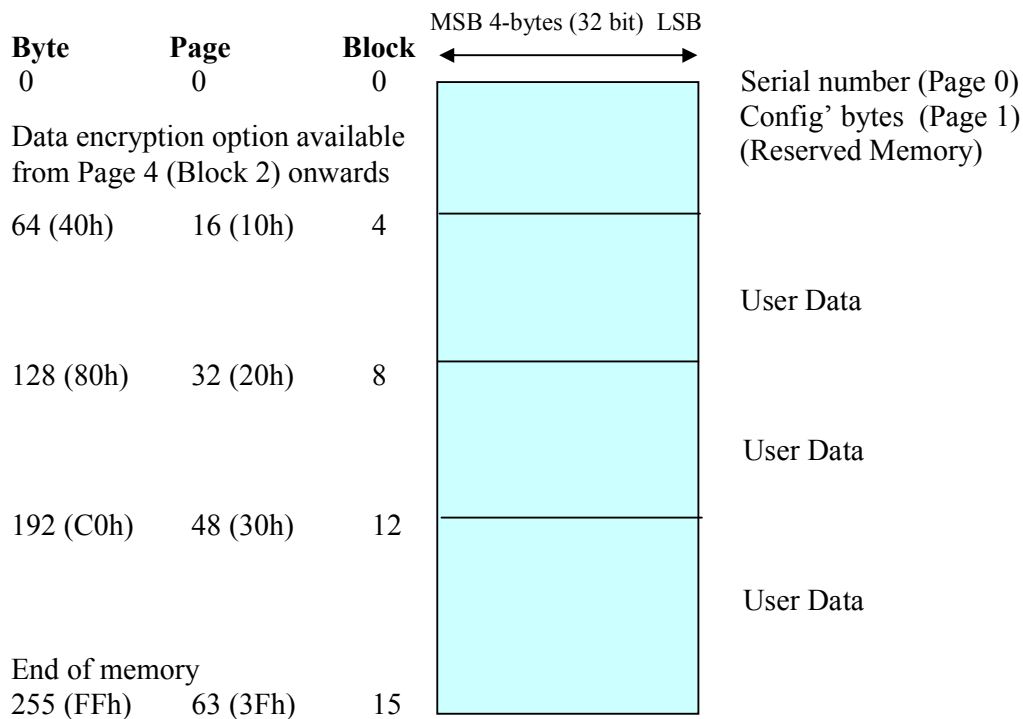 MSB 4-bytes (32 bit) LSB
Byte Page Block
0 0 0
Serial number (Page 0)
Config’ bytes (Page 1)
(Reserved Memory)
Data encryption option available
from Page 4 (Block 2) onwards
64 (40h) 16 (10h) 4
User Data
128 (80h) 32 (20h) 8
User Data
192 (C0h) 48 (30h) 12
User Data
End of memory
255 (FFh) 63 (3Fh) 15